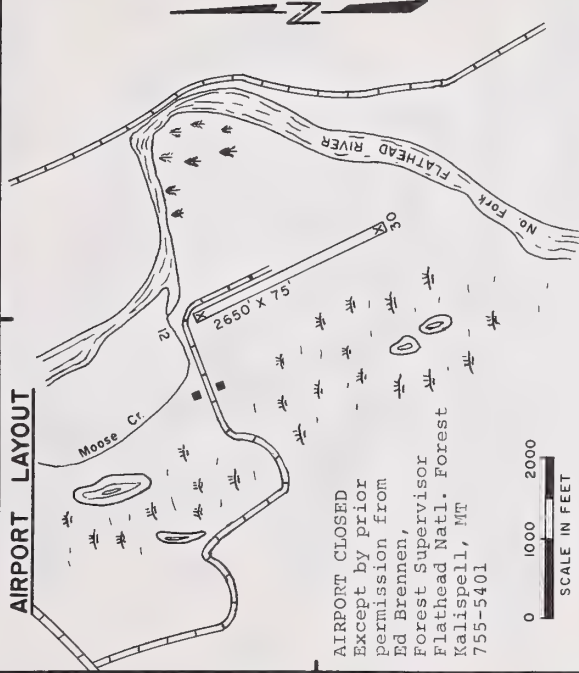 AIRPORT LAYOUT
N
Moose Cr.
12
2650' X 75'
30
No. Fork
FLATHEAD RIVER
AIRPORT CLOSED
Except by prior
permission from
Ed Brennen,
Forest Supervisor
Flathead Natl. Forest
Kalispell, MT
755-5401
0 1000 2000
SCALE IN FEET